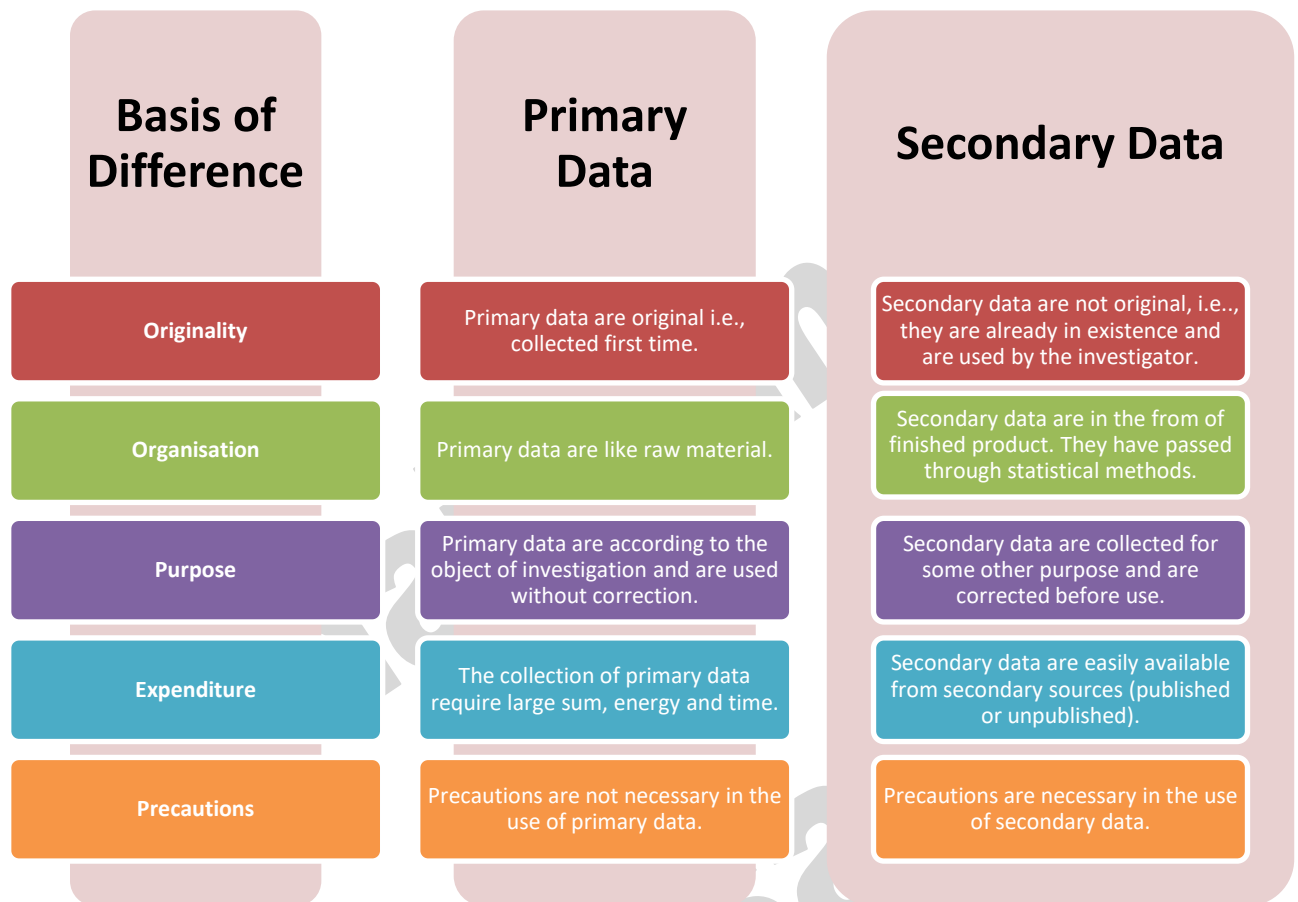 Basis of
Difference
Primary
Data
Secondary Data
Originality
Primary data are original i.e.,
collected first time.
Secondary data are not original, i.e..,
they are already in existence and
are used by the investigator.
Organisation
Primary data are like raw material.
Secondary data are in the from of
finished product. They have passed
through statistical methods.
Purpose
Primary data are according to the
object of investigation and are used
without correction.
Secondary data are collected for
some other purpose and are
corrected before use.
Expenditure
The collection of primary data
require large sum, energy and time.
Secondary data are easily available
from secondary sources (published
or unpublished).
Precautions
Precautions are not necessary in the
use of primary data.
Precautions are necessary in the use
of secondary data.